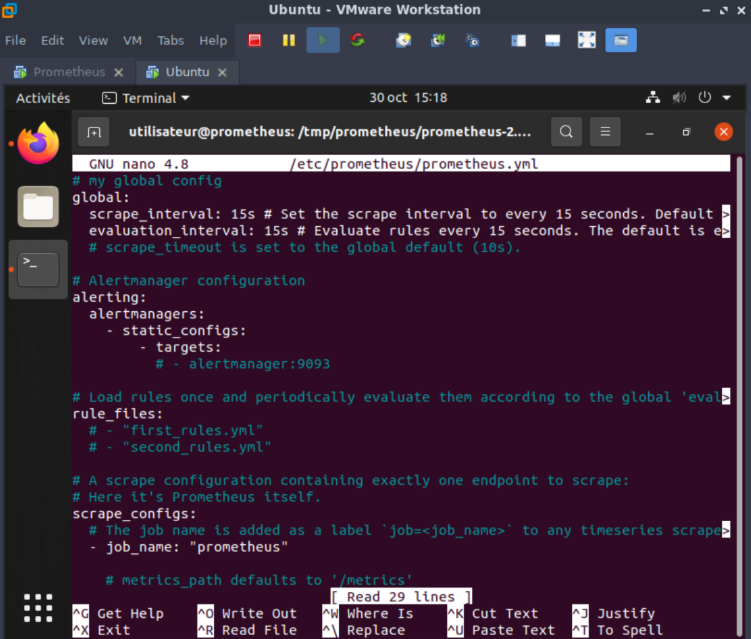 Ubuntu - VMware Workstation
File Edit View VM Tabs Help
Prometheus Ubuntu
Activités Terminal 30 oct 15:18
utilisateur@prometheus: /tmp/prometheus/prometheus-2....
GNU nano 4.8 /etc/prometheus/prometheus.yml
# my global config
global:
  scrape_interval: 15s # Set the scrape interval to every 15 seconds. Default >
  evaluation_interval: 15s # Evaluate rules every 15 seconds. The default is e>
  # scrape_timeout is set to the global default (10s).
# Alertmanager configuration
alerting:
  alertmanagers:
    - static_configs:
        - targets:
          # - alertmanager:9093
# Load rules once and periodically evaluate them according to the global 'eval>
rule_files:
  # - "first_rules.yml"
  # - "second_rules.yml"
# A scrape configuration containing exactly one endpoint to scrape:
# Here it's Prometheus itself.
scrape_configs:
  # The job name is added as a label `job=<job_name>` to any timeseries scrape>
  - job_name: "prometheus"
    # metrics_path defaults to '/metrics'
[ Read 29 lines ]
^G Get Help ^O Write Out ^W Where Is ^K Cut Text ^J Justify
^X Exit ^R Read File ^\ Replace ^U Paste Text ^T To Spell